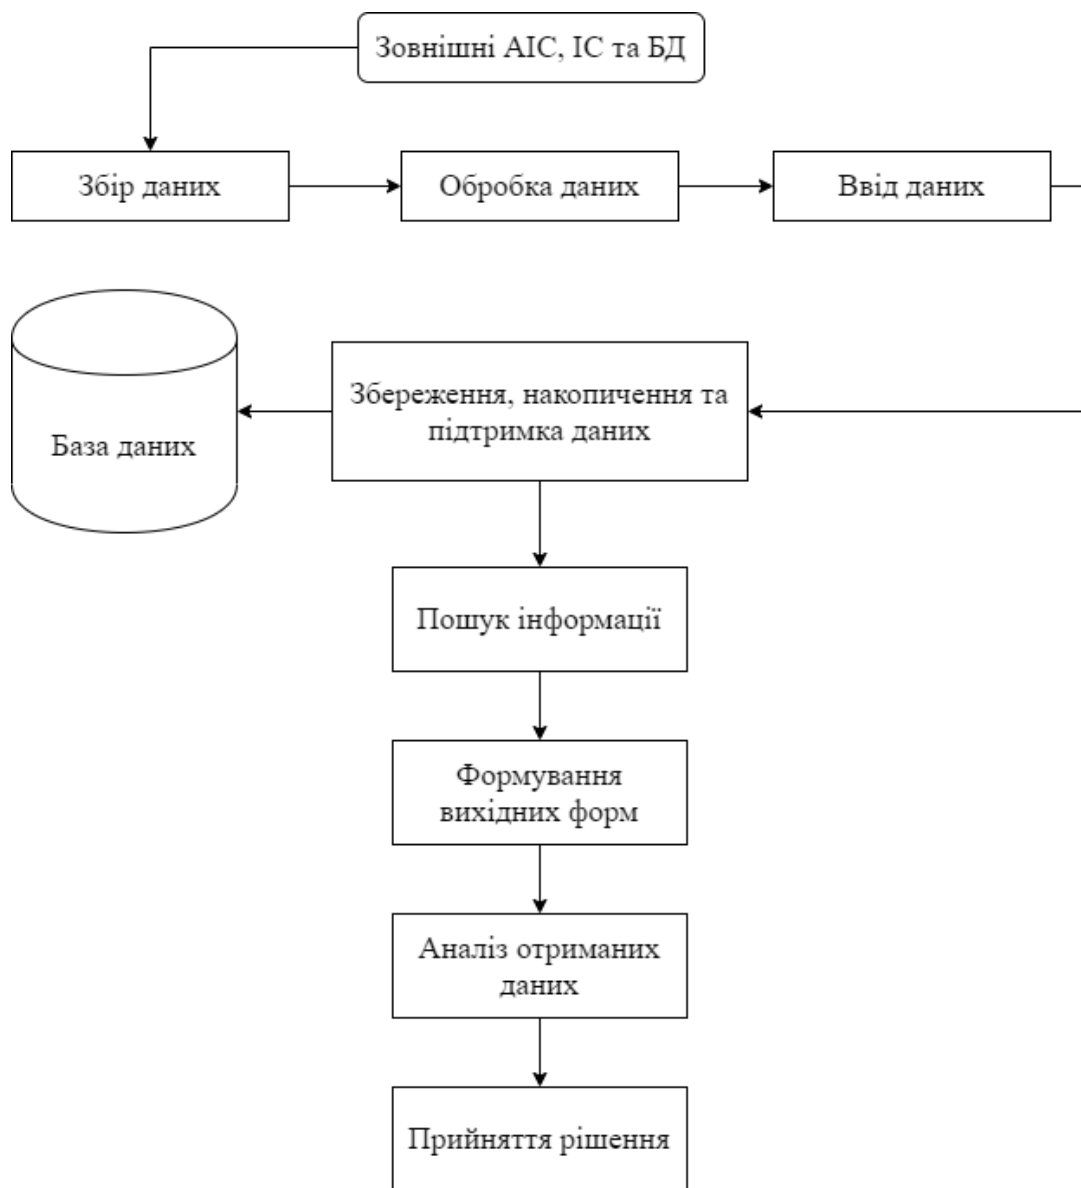 Зовнішні АІС, ІС та БД
Збір даних
Обробка даних
Ввід даних
База даних
Збереження, накопичення та
підтримка даних
Пошук інформації
Формування
вихідних форм
Аналіз отриманих
даних
Прийняття рішення